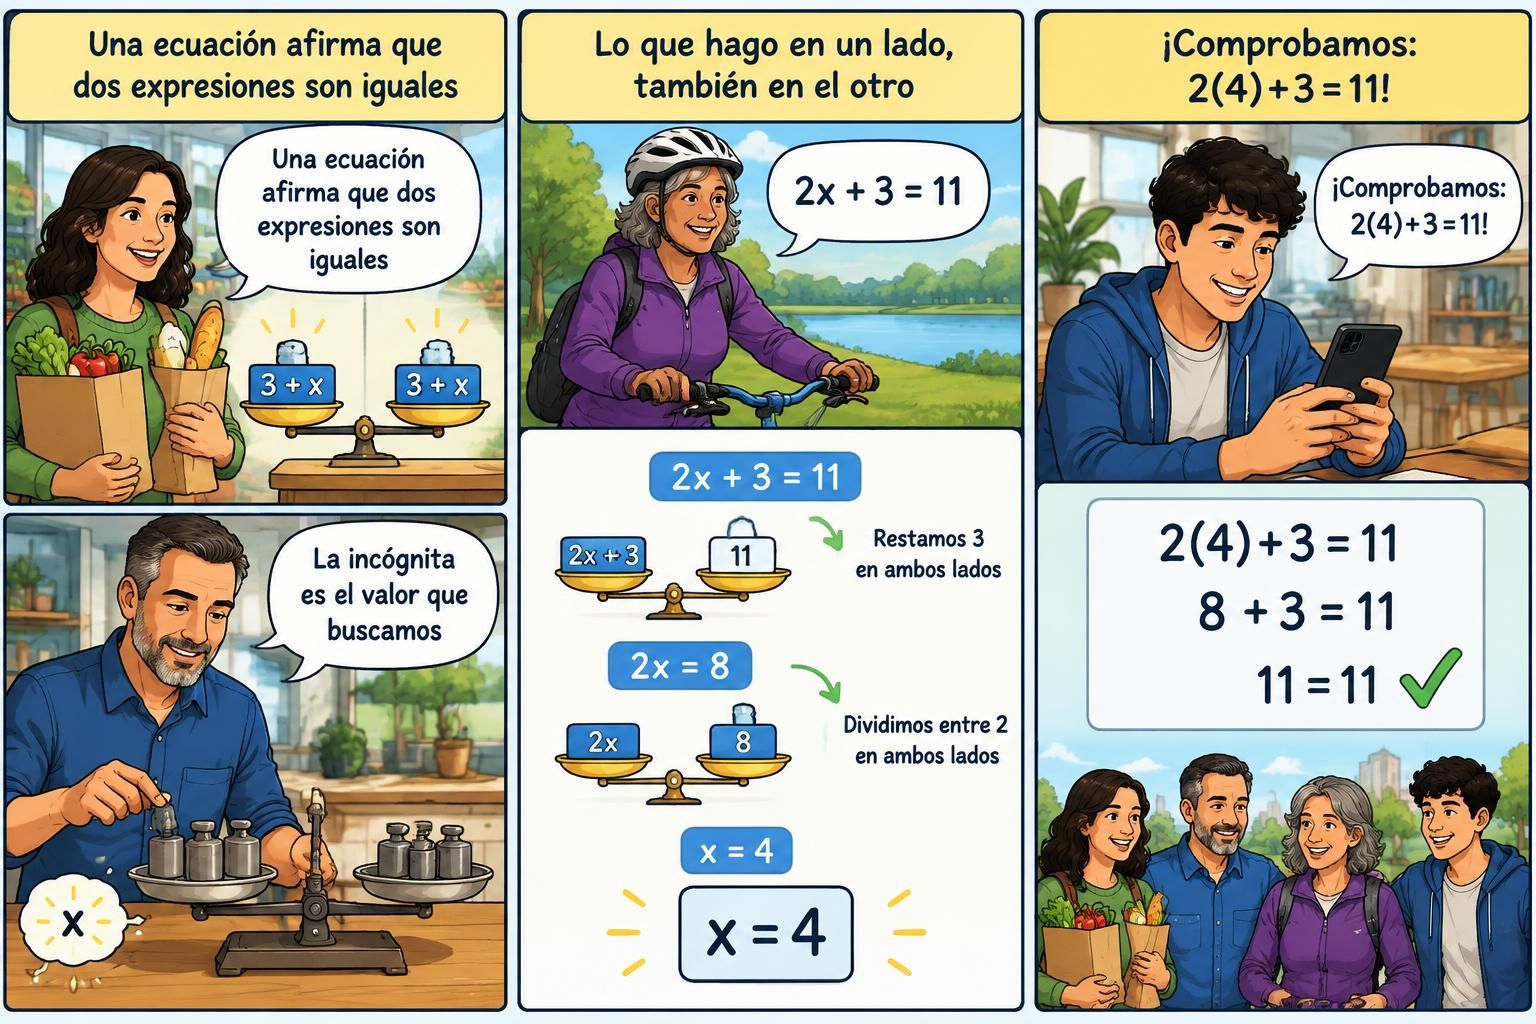 Una ecuación afirma que
dos expresiones son iguales
Una ecuación
afirma que dos
expresiones son
iguales
3 + x
3 + x
La incógnita
es el valor que
buscamos
x
Lo que hago en un lado,
también en el otro
2x + 3 = 11
2x + 3 = 11
2x + 3
11
Restamos 3
en ambos lados
2x = 8
2x
8
Dividimos entre 2
en ambos lados
x = 4
x = 4
¡Comprobamos:
2(4) + 3 = 11!
¡Comprobamos:
2(4) + 3 = 11!
2(4) + 3 = 11
8 + 3 = 11
11 = 11